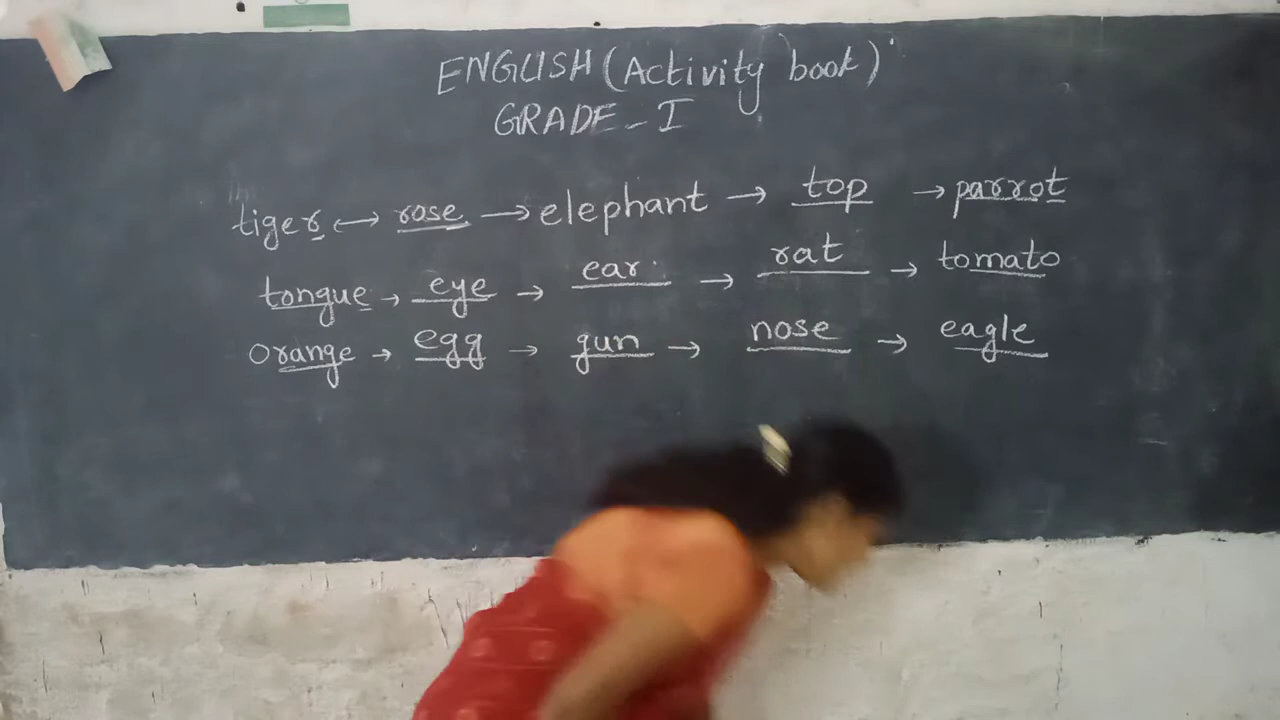 ENGLISH (Activity book)
GRADE - I
tiger → rose → elephant → top → parrot
tongue → eye → ear → rat → tomato
orange → egg → gun → nose → eagle